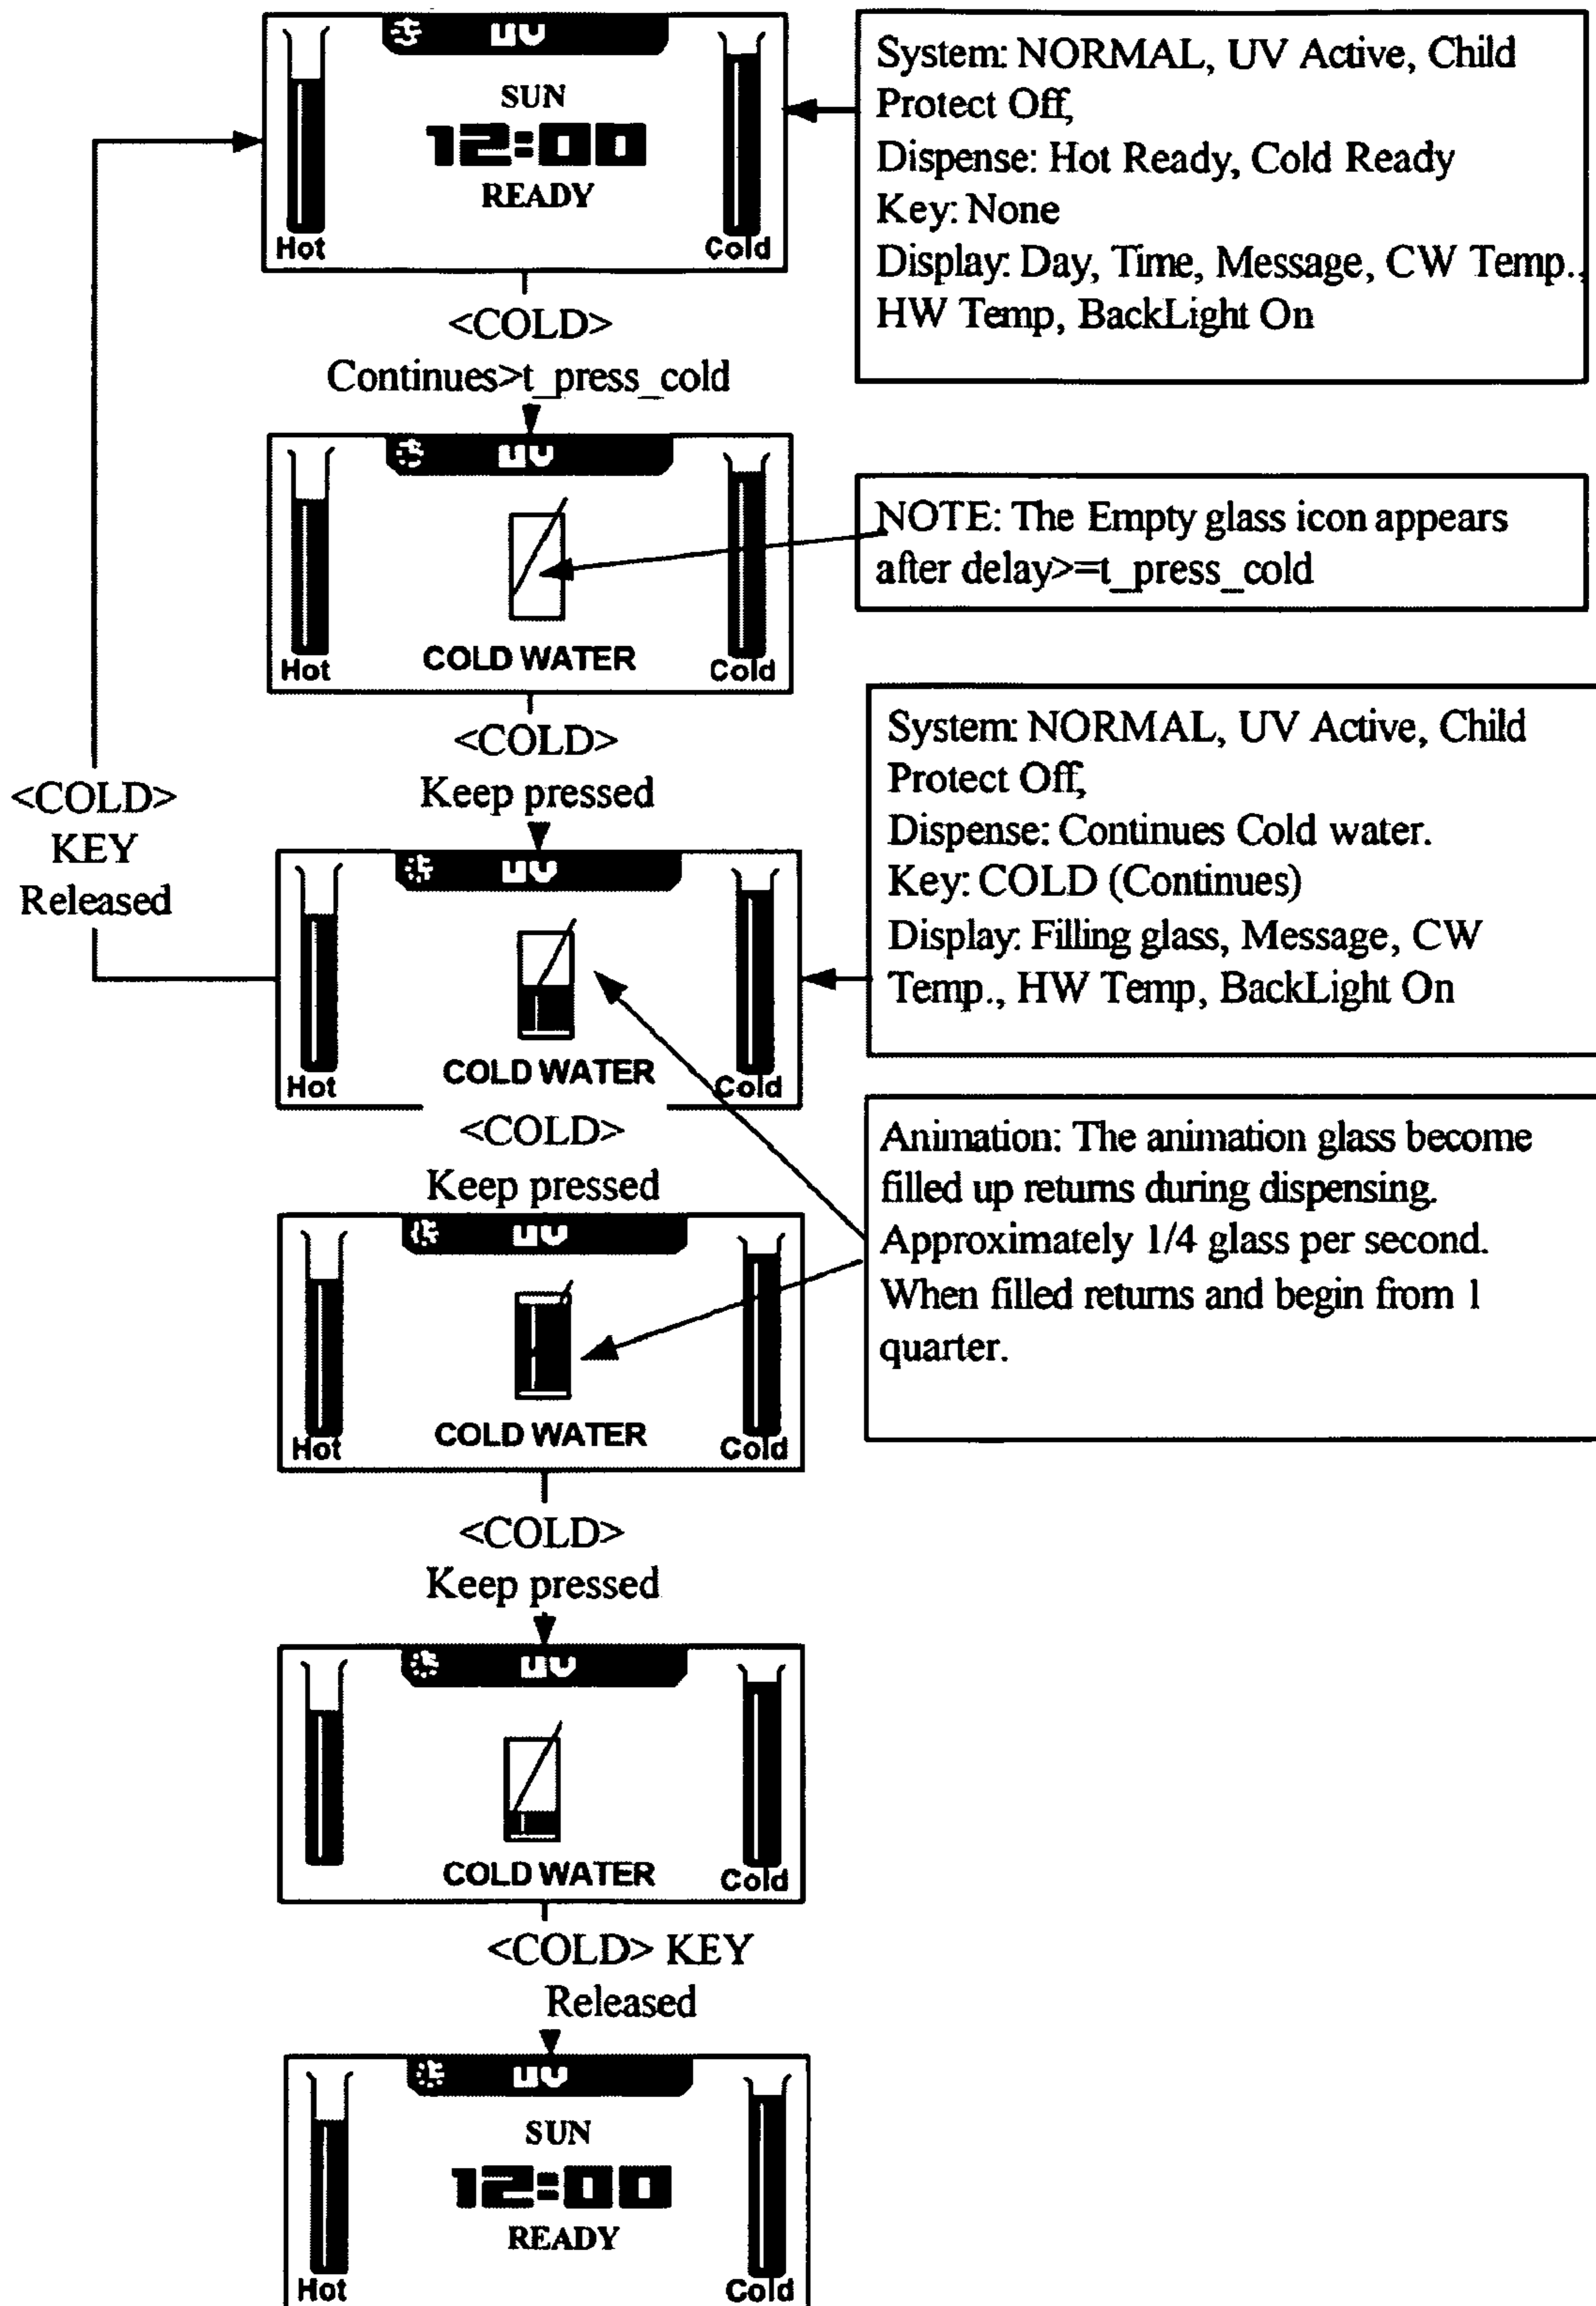 UV
SUN
12:00
READY
Hot
Cold
System: NORMAL, UV Active, Child
Protect Off,
Dispense: Hot Ready, Cold Ready
Key: None
Display: Day, Time, Message, CW Temp.,
HW Temp, BackLight On
<COLD>
Continues>t_press_cold
UV
COLD WATER
Hot
Cold
NOTE: The Empty glass icon appears
after delay>=t_press_cold
<COLD>
Keep pressed
<COLD>
KEY
Released
UV
COLD WATER
Hot
Cold
System: NORMAL, UV Active, Child
Protect Off,
Dispense: Continues Cold water.
Key: COLD (Continues)
Display: Filling glass, Message, CW
Temp., HW Temp, BackLight On
<COLD>
Keep pressed
Animation: The animation glass become
filled up returns during dispensing.
Approximately 1/4 glass per second.
When filled returns and begin from 1
quarter.
UV
COLD WATER
Hot
Cold
<COLD>
Keep pressed
UV
COLD WATER
Cold
<COLD> KEY
Released
UV
SUN
12:00
READY
Hot
Cold